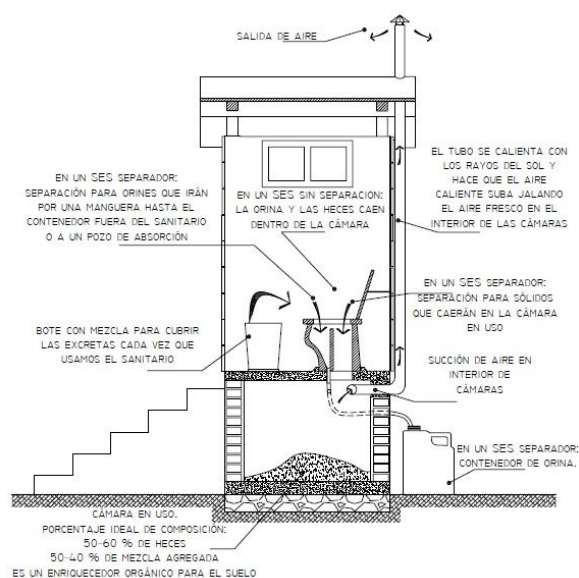 SALIDA DE AIRE
EN UN SES SEPARADOR:
SEPARACIÓN PARA ORINES QUE IRÁN
POR UNA MANGUERA HASTA EL
CONTENEDOR FUERA DEL SANITARIO
O A UN POZO DE ABSORCIÓN
EN UN SES SIN SEPARACION:
LA ORINA Y LAS HECES CAEN
DENTRO DE LA CÁMARA
EL TUBO SE CALIENTA CON
LOS RAYOS DEL SOL Y
HACE QUE EL AIRE
CALIENTE SUBA JALANDO
EL AIRE FRESCO EN EL
INTERIOR DE LAS CÁMARAS
EN UN SES SEPARADOR:
SEPARACIÓN PARA SÓLIDOS
QUE CAERÁN EN LA CÁMARA
EN USO
BOTE CON MEZCLA PARA CUBRIR
LAS EXCRETAS CADA VEZ QUE
USAMOS EL SANITARIO
SUCCIÓN DE AIRE EN
INTERIOR DE
CÁMARAS
EN UN SES SEPARADOR:
CONTENEDOR DE ORINA.
CÁMARA EN USO.
PORCENTAJE IDEAL DE COMPOSICIÓN:
50-60 % DE HECES
50-40 % DE MEZCLA AGREGADA
ES UN ENRIQUECEDOR ORGÁNICO PARA EL SUELO